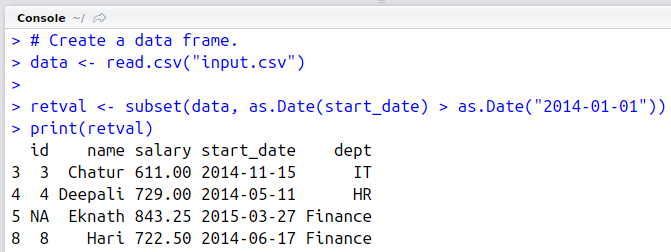 Console ~/
> # Create a data frame.
> data <- read.csv("input.csv")
>
> retval <- subset(data, as.Date(start_date) > as.Date("2014-01-01"))
> print(retval)
  id    name salary start_date    dept
3  3  Chatur 611.00 2014-11-15      IT
4  4 Deepali 729.00 2014-05-11      HR
5 NA  Eknath 843.25 2015-03-27 Finance
8  8    Hari 722.50 2014-06-17 Finance